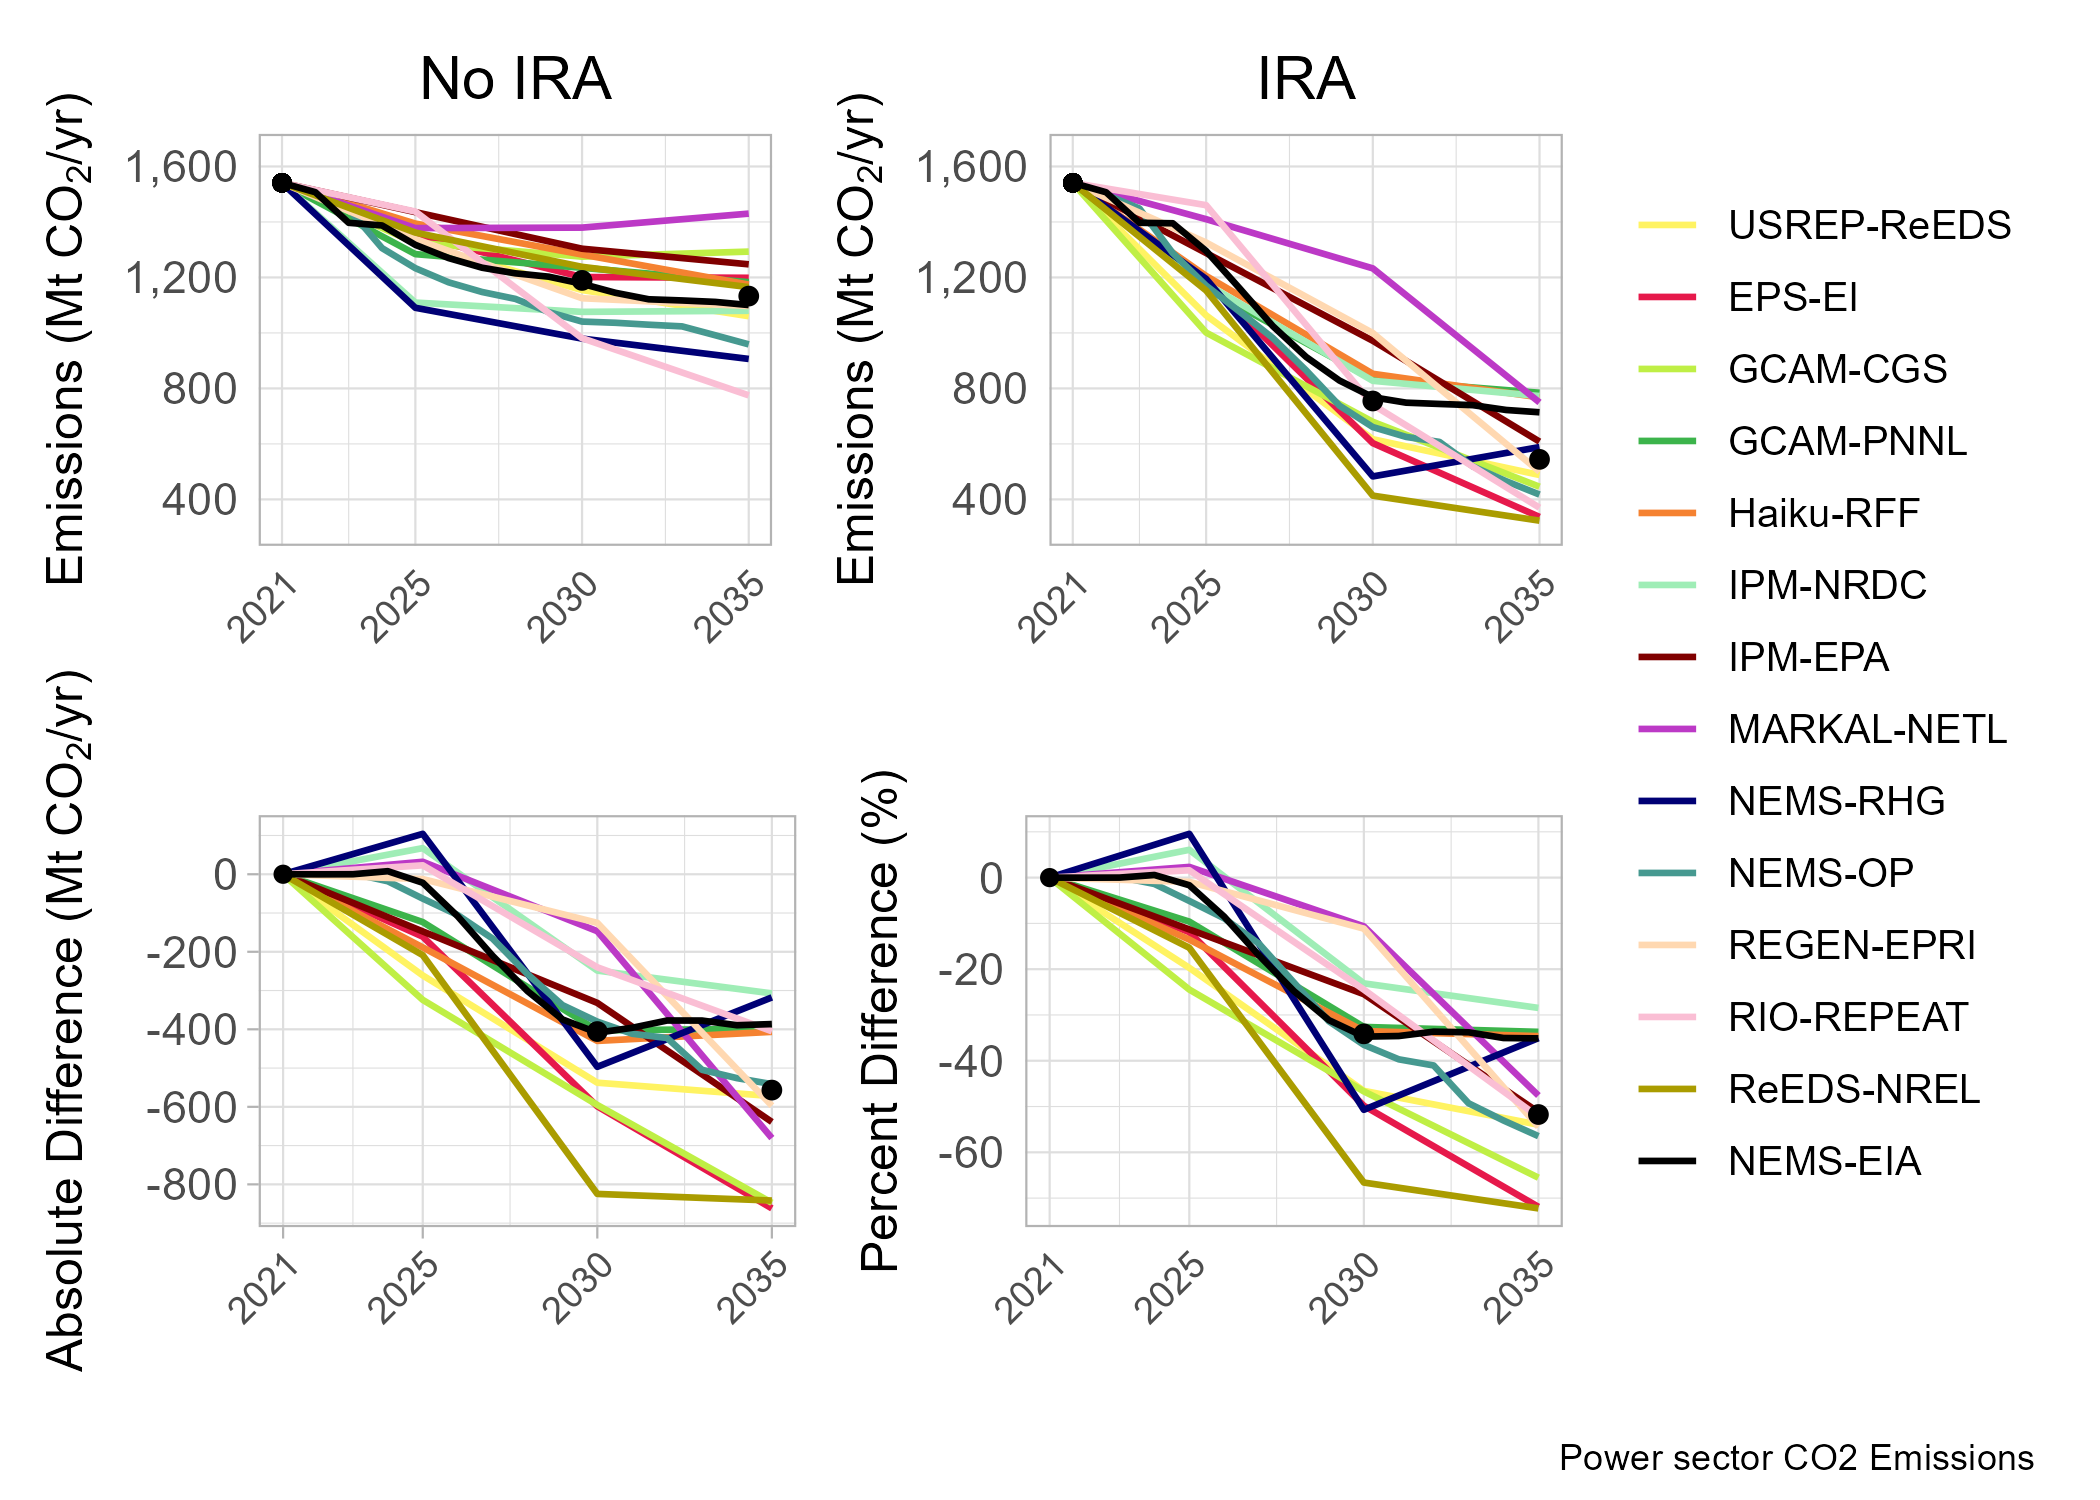 No IRA
IRA
Emissions (Mt CO₂/yr)
1,600
1,200
800
400
2021
2025
2030
2035
Emissions (Mt CO₂/yr)
1,600
1,200
800
400
2021
2025
2030
2035
Absolute Difference (Mt CO₂/yr)
0
-200
-400
-600
-800
2021
2025
2030
2035
Percent Difference (%)
0
-20
-40
-60
2021
2025
2030
2035
USREP-ReEDS
EPS-EI
GCAM-CGS
GCAM-PNNL
Haiku-RFF
IPM-NRDC
IPM-EPA
MARKAL-NETL
NEMS-RHG
NEMS-OP
REGEN-EPRI
RIO-REPEAT
ReEDS-NREL
NEMS-EIA
Power sector CO2 Emissions